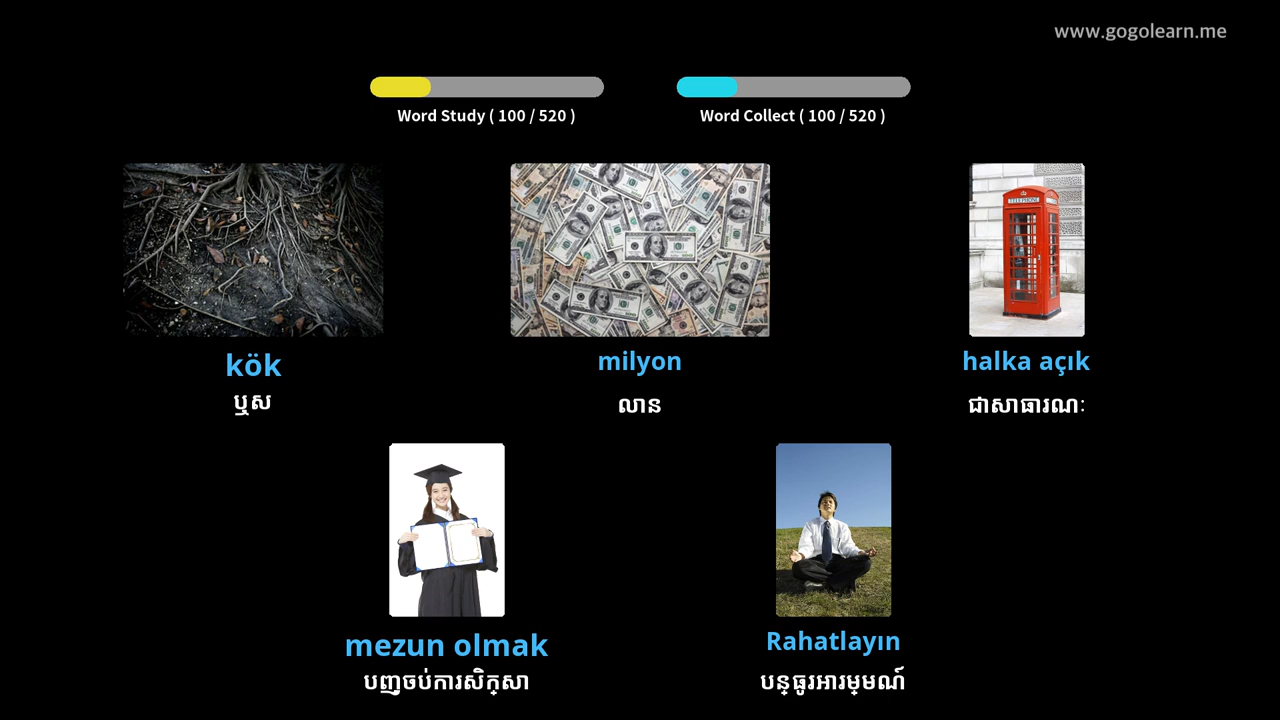 www.gogolearn.me
Word Study ( 100 / 520 )
Word Collect ( 100 / 520 )
TELEPHONE
kök
ឬស
milyon
លាន
halka açık
ជាសាធារណៈ
mezun olmak
បញ្ចប់ការសិក្សា
Rahatlayın
បន្ធូរអារម្មណ៍